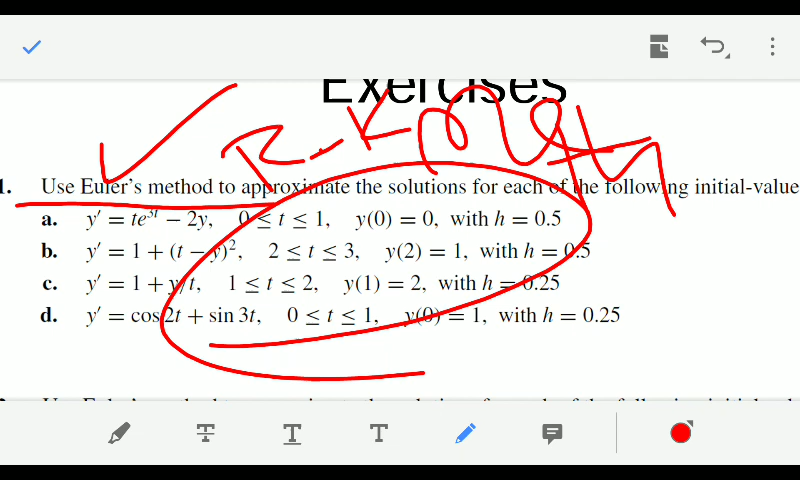 Exercises
R-K
1. Use Euler's method to approximate the solutions for each of the following initial-value
a. y′ = te^{3t} − 2y, 0 ≤ t ≤ 1, y(0) = 0, with h = 0.5
b. y′ = 1 + (t − y)², 2 ≤ t ≤ 3, y(2) = 1, with h = 0.5
c. y′ = 1 + y/t, 1 ≤ t ≤ 2, y(1) = 2, with h = 0.25
d. y′ = cos 2t + sin 3t, 0 ≤ t ≤ 1, y(0) = 1, with h = 0.25